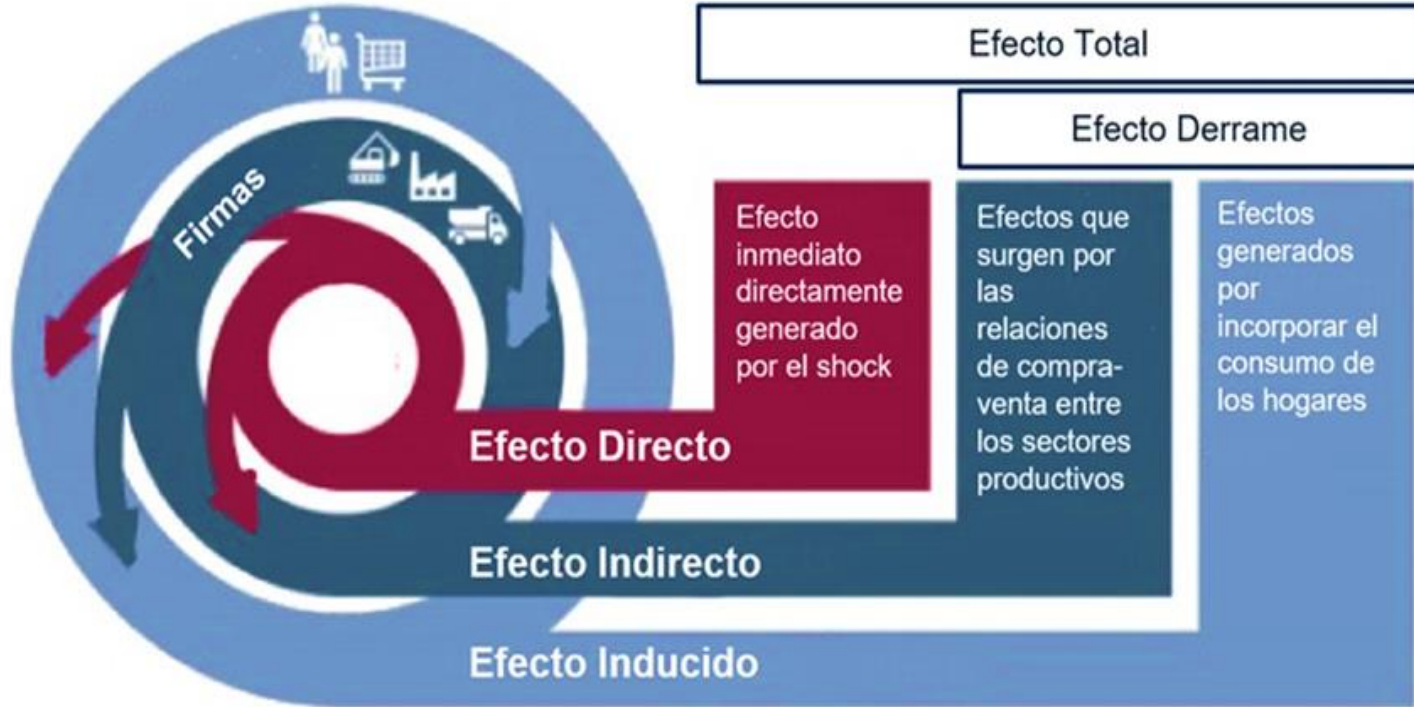 Efecto Total
Efecto Derrame
Firmas
Efecto
inmediato
directamente
generado
por el shock
Efectos que
surgen por
las
relaciones
de compra-
venta entre
los sectores
productivos
Efectos
generados
por
incorporar el
consumo de
los hogares
Efecto Directo
Efecto Indirecto
Efecto Inducido